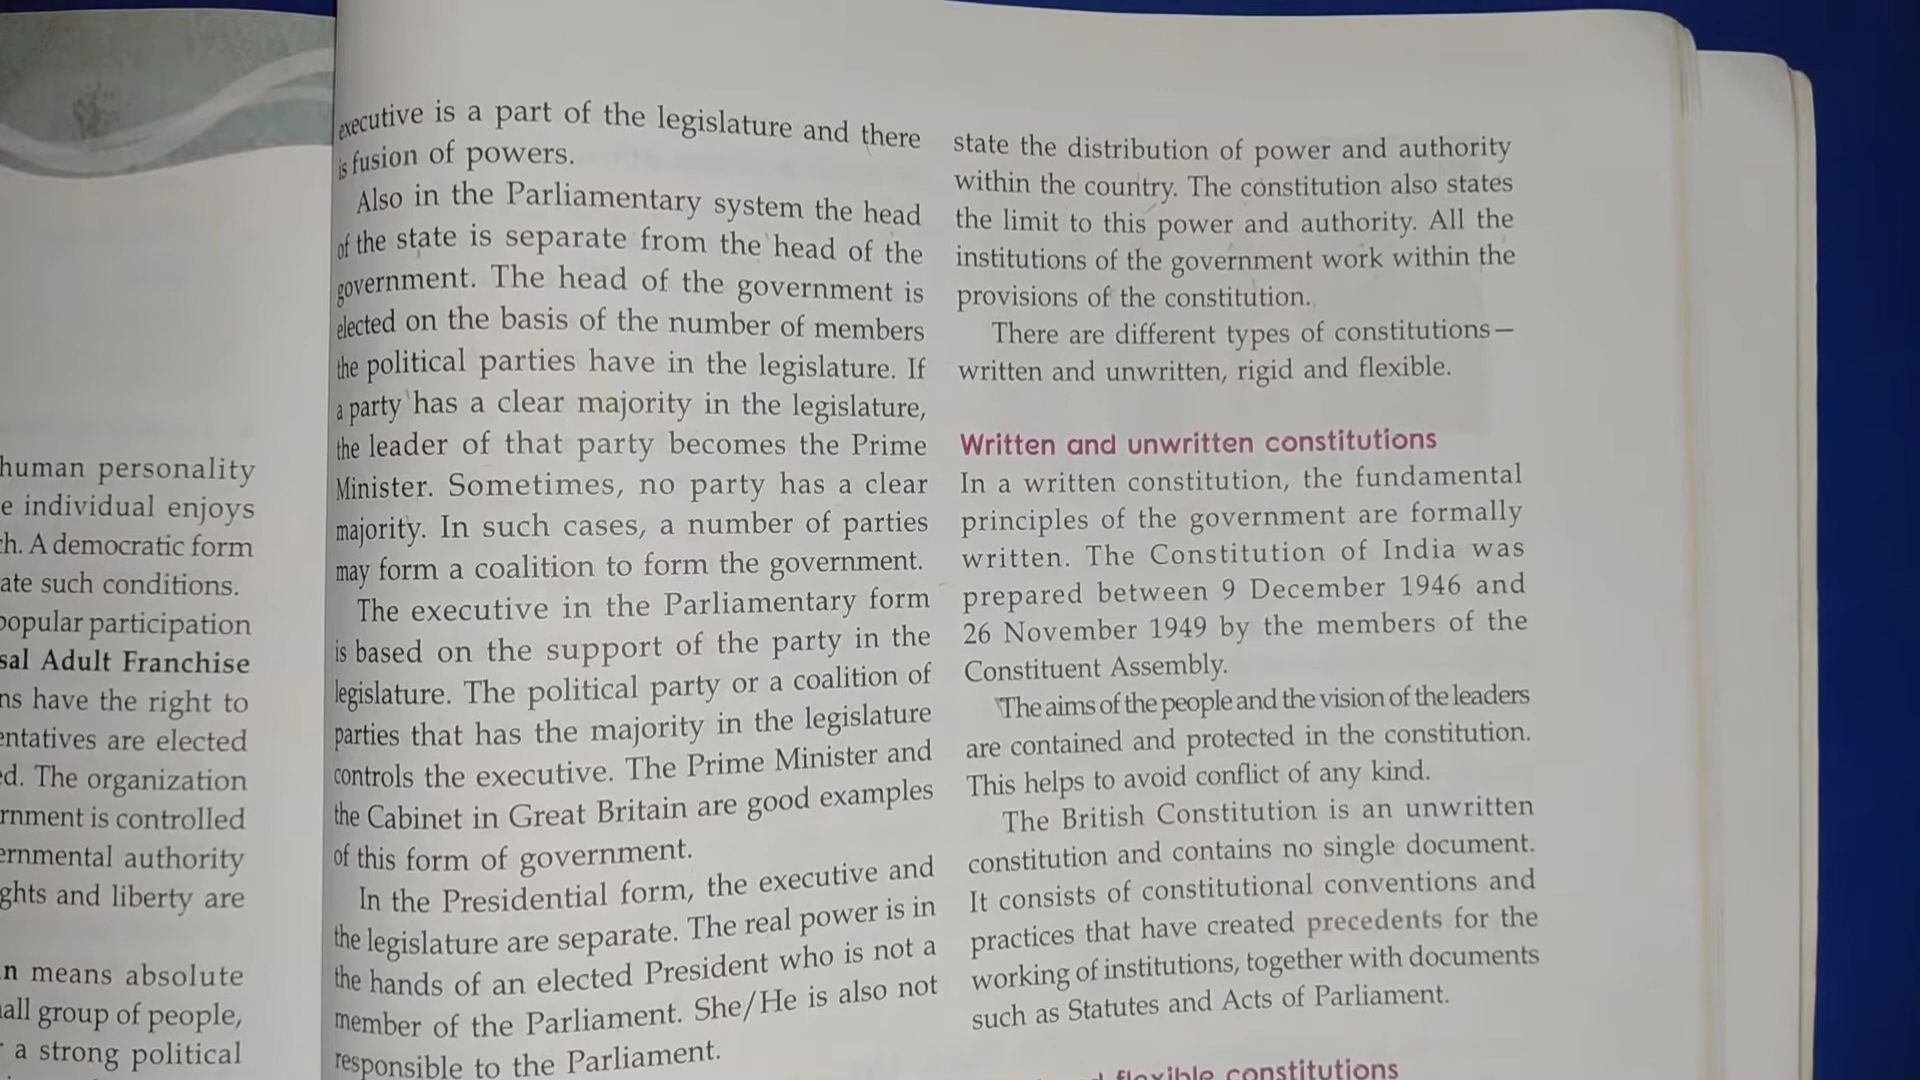 human personality
e individual enjoys
ch. A democratic form
ate such conditions.
popular participation
sal Adult Franchise
ns have the right to
entatives are elected
ed. The organization
rnment is controlled
ernmental authority
ghts and liberty are
n means absolute
all group of people,
a strong political
executive is a part of the legislature and there
is fusion of powers.
Also in the Parliamentary system the head
of the state is separate from the head of the
government. The head of the government is
elected on the basis of the number of members
the political parties have in the legislature. If
a party has a clear majority in the legislature,
the leader of that party becomes the Prime
Minister. Sometimes, no party has a clear
majority. In such cases, a number of parties
may form a coalition to form the government.
The executive in the Parliamentary form
is based on the support of the party in the
legislature. The political party or a coalition of
parties that has the majority in the legislature
controls the executive. The Prime Minister and
the Cabinet in Great Britain are good examples
of this form of government.
In the Presidential form, the executive and
the legislature are separate. The real power is in
the hands of an elected President who is not a
member of the Parliament. She/He is also not
responsible to the Parliament.
state the distribution of power and authority
within the country. The constitution also states
the limit to this power and authority. All the
institutions of the government work within the
provisions of the constitution.
There are different types of constitutions—
written and unwritten, rigid and flexible.
Written and unwritten constitutions
In a written constitution, the fundamental
principles of the government are formally
written. The Constitution of India was
prepared between 9 December 1946 and
26 November 1949 by the members of the
Constituent Assembly.
The aims of the people and the vision of the leaders
are contained and protected in the constitution.
This helps to avoid conflict of any kind.
The British Constitution is an unwritten
constitution and contains no single document.
It consists of constitutional conventions and
practices that have created precedents for the
working of institutions, together with documents
such as Statutes and Acts of Parliament.
flexible constitutions